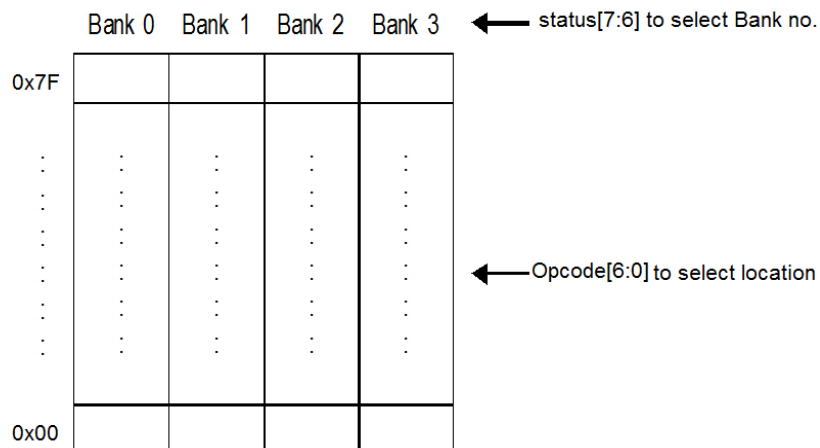 Bank 0 Bank 1 Bank 2 Bank 3 status[7:6] to select Bank no.
0x7F
Opcode[6:0] to select location
0x00